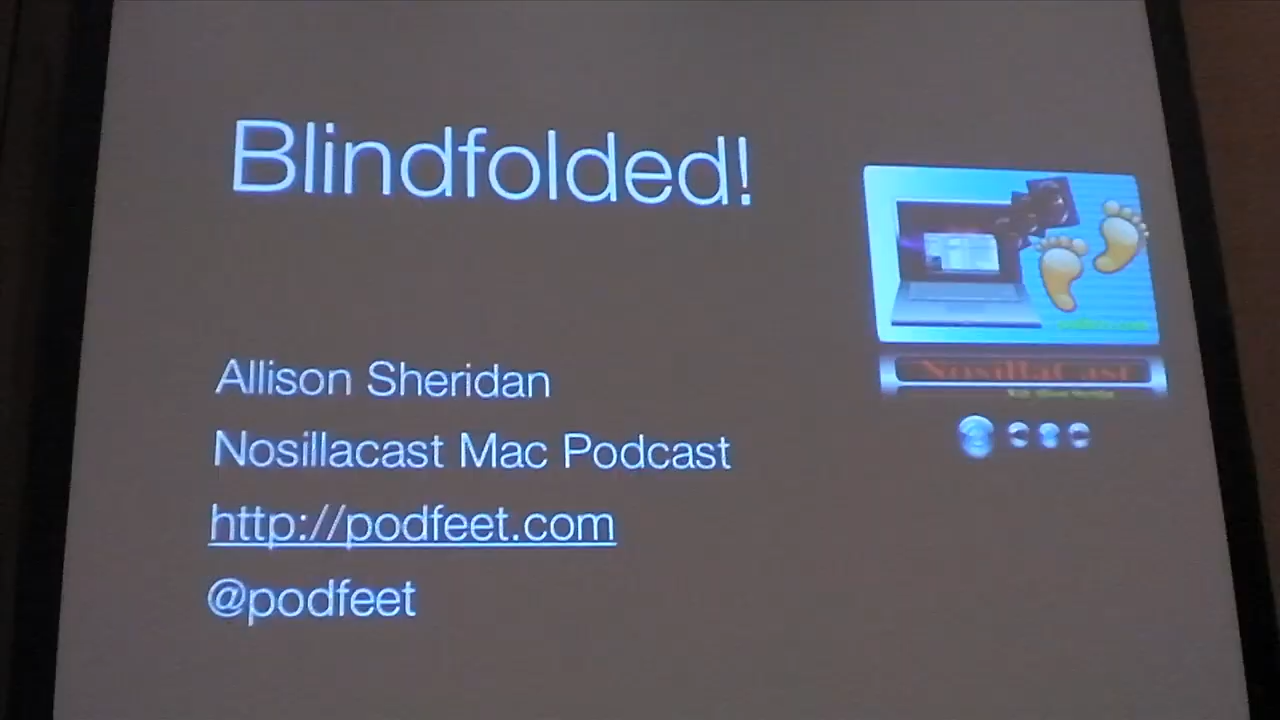 Blindfolded!
Allison Sheridan
Nosillacast Mac Podcast
http://podfeet.com
@podfeet
NosillaCast